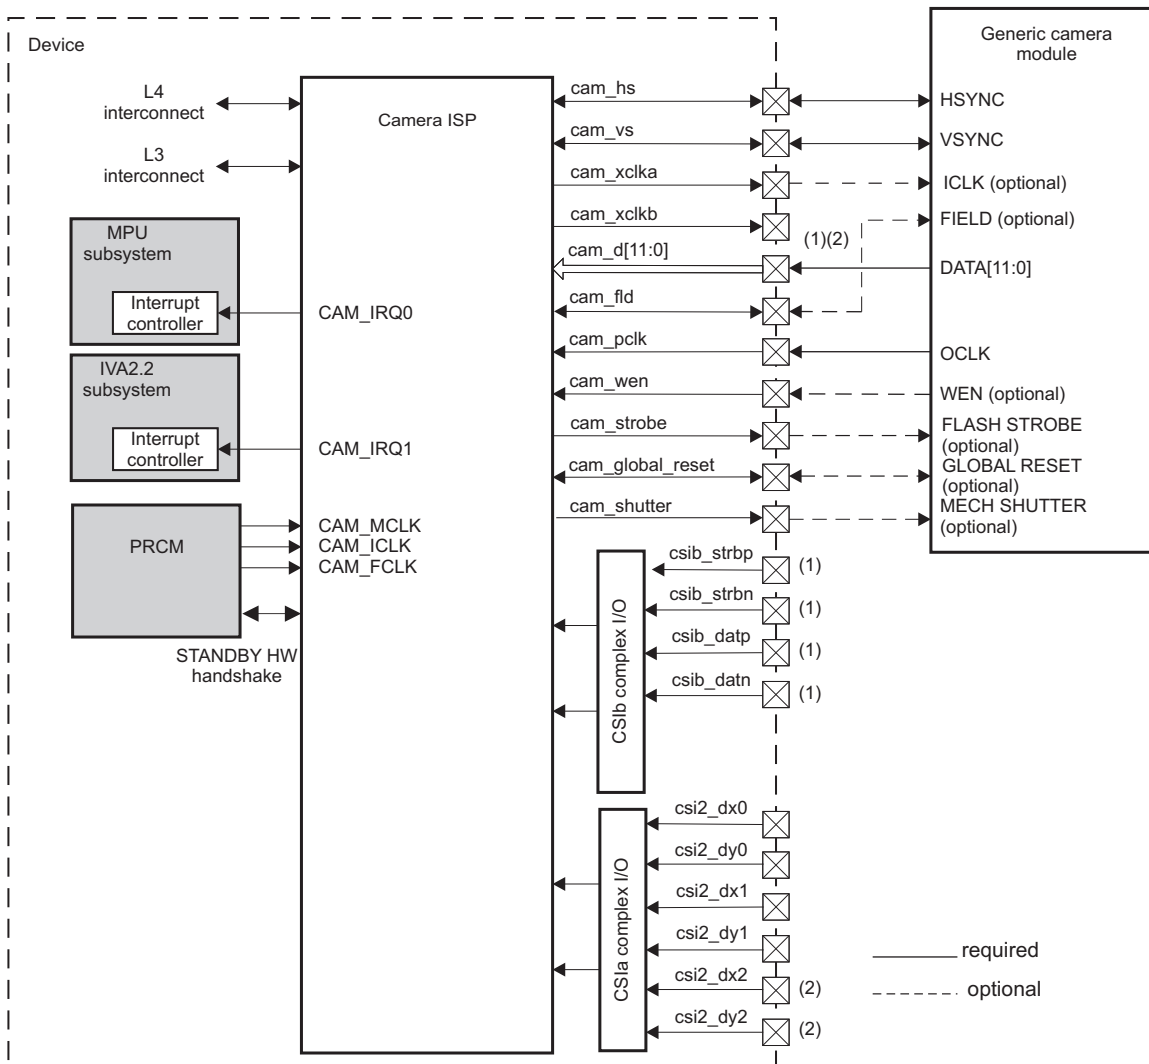 Device
Generic camera
module
L4
interconnect
L3
interconnect
Camera ISP
MPU
subsystem
Interrupt
controller
CAM_IRQ0
IVA2.2
subsystem
Interrupt
controller
CAM_IRQ1
PRCM
CAM_MCLK
CAM_ICLK
CAM_FCLK
STANDBY HW
handshake
cam_hs
HSYNC
cam_vs
VSYNC
cam_xclka
ICLK (optional)
cam_xclkb
FIELD (optional)
cam_d[11:0]
(1)(2)
DATA[11:0]
cam_fld
cam_pclk
OCLK
cam_wen
WEN (optional)
cam_strobe
FLASH STROBE
(optional)
cam_global_reset
GLOBAL RESET
(optional)
cam_shutter
MECH SHUTTER
(optional)
CSIb complex I/O
csib_strbp
(1)
csib_strbn
(1)
csib_datp
(1)
csib_datn
(1)
CSIa complex I/O
csi2_dx0
csi2_dy0
csi2_dx1
csi2_dy1
csi2_dx2
(2)
csi2_dy2
(2)
required
optional